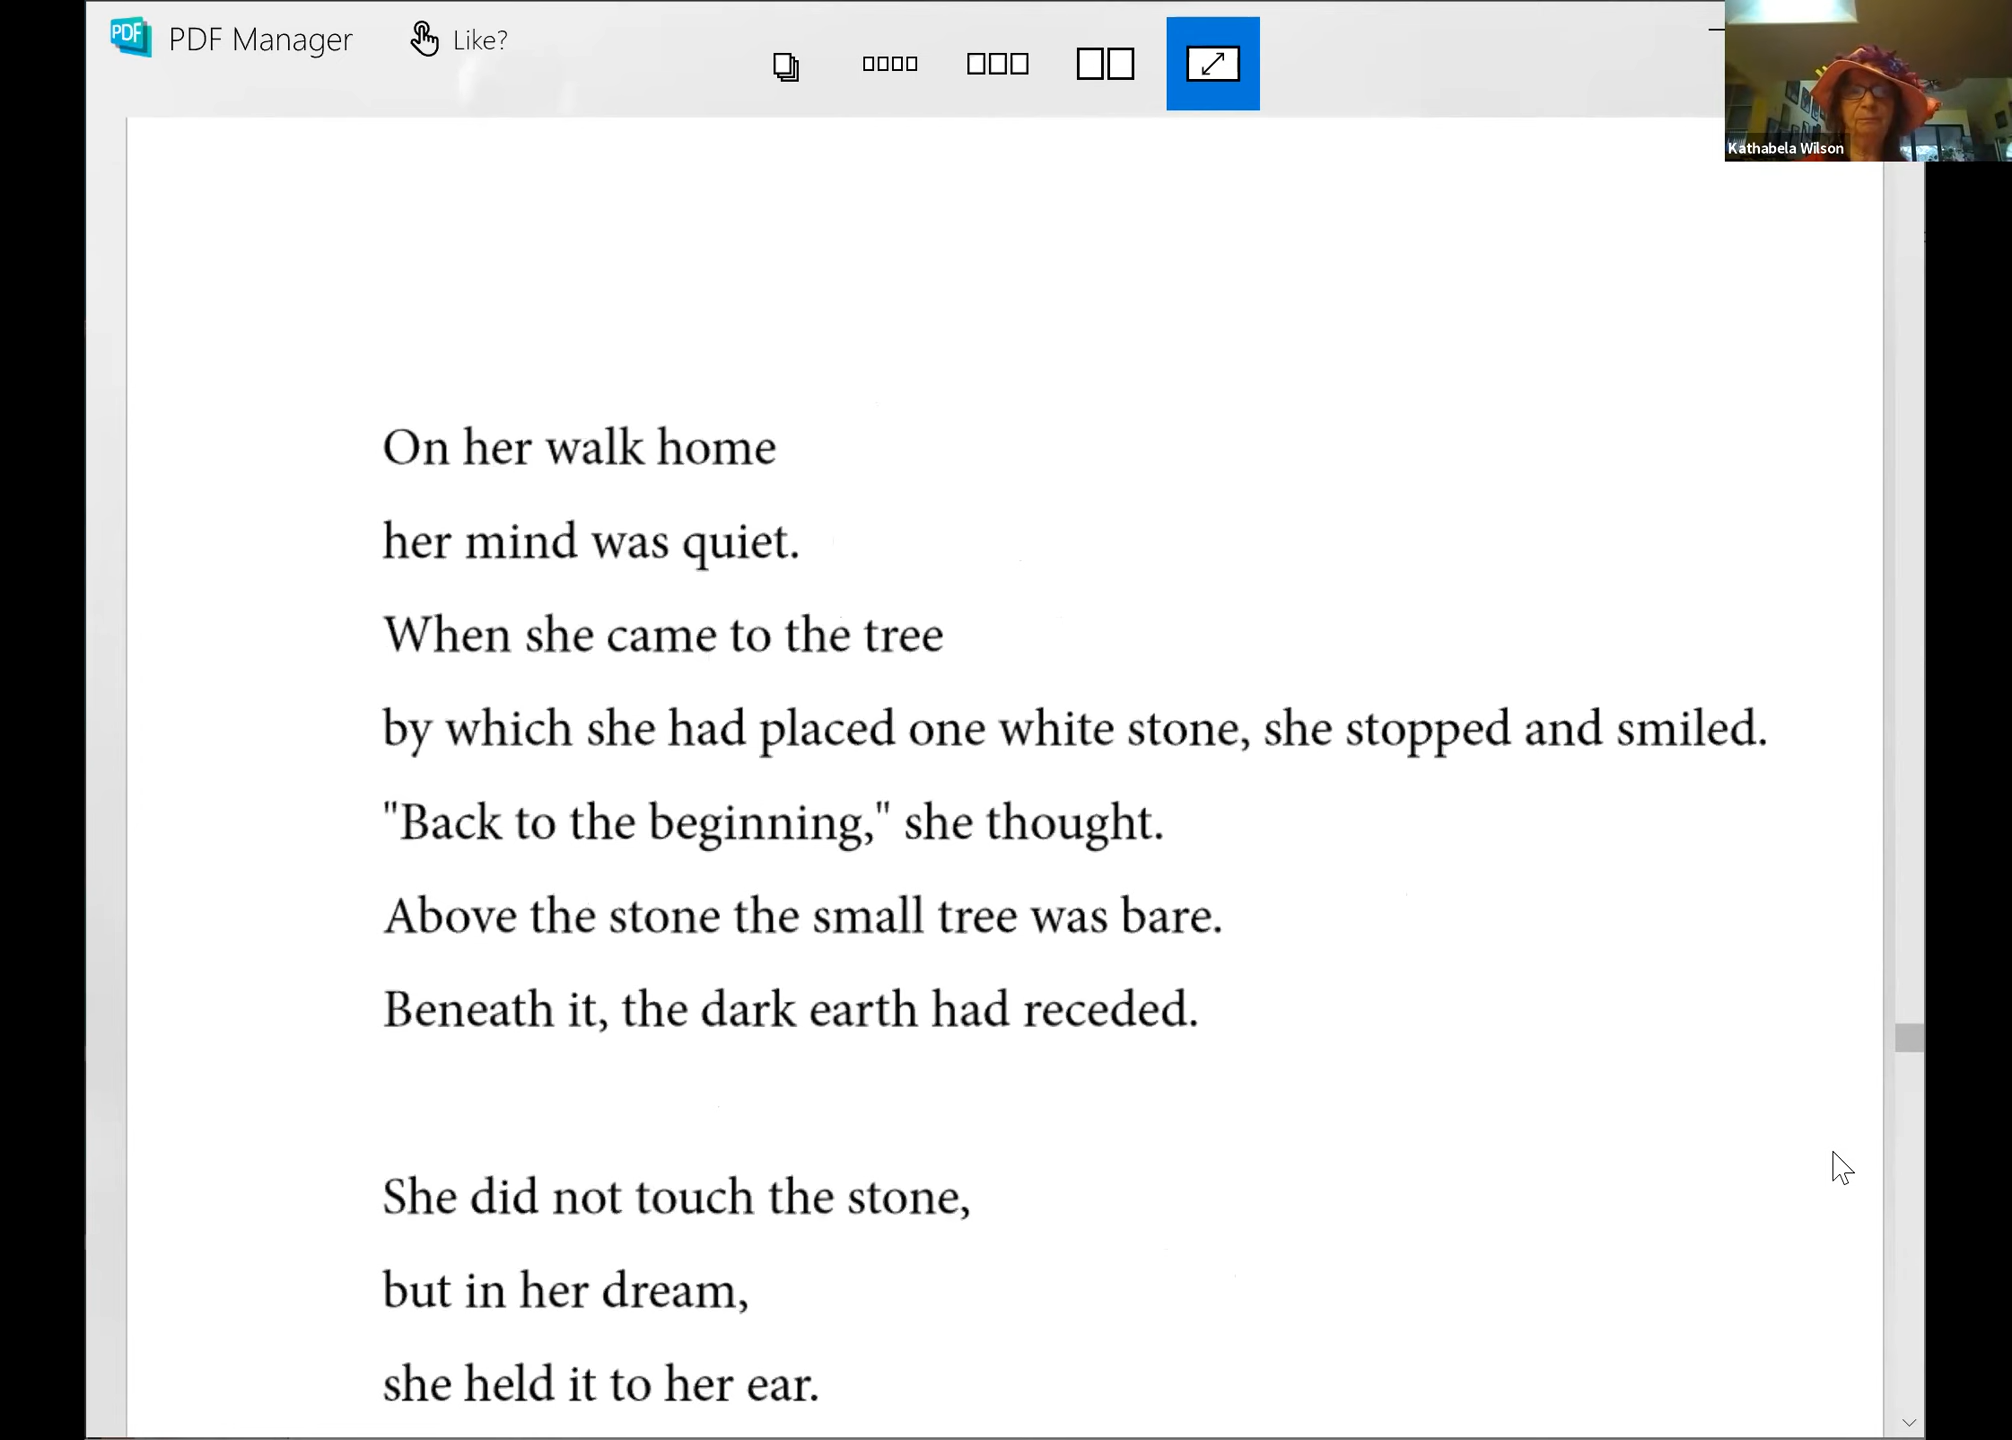 PDF PDF Manager Like?
Kathabela Wilson
On her walk home
her mind was quiet.
When she came to the tree
by which she had placed one white stone, she stopped and smiled.
"Back to the beginning," she thought.
Above the stone the small tree was bare.
Beneath it, the dark earth had receded.
She did not touch the stone,
but in her dream,
she held it to her ear.